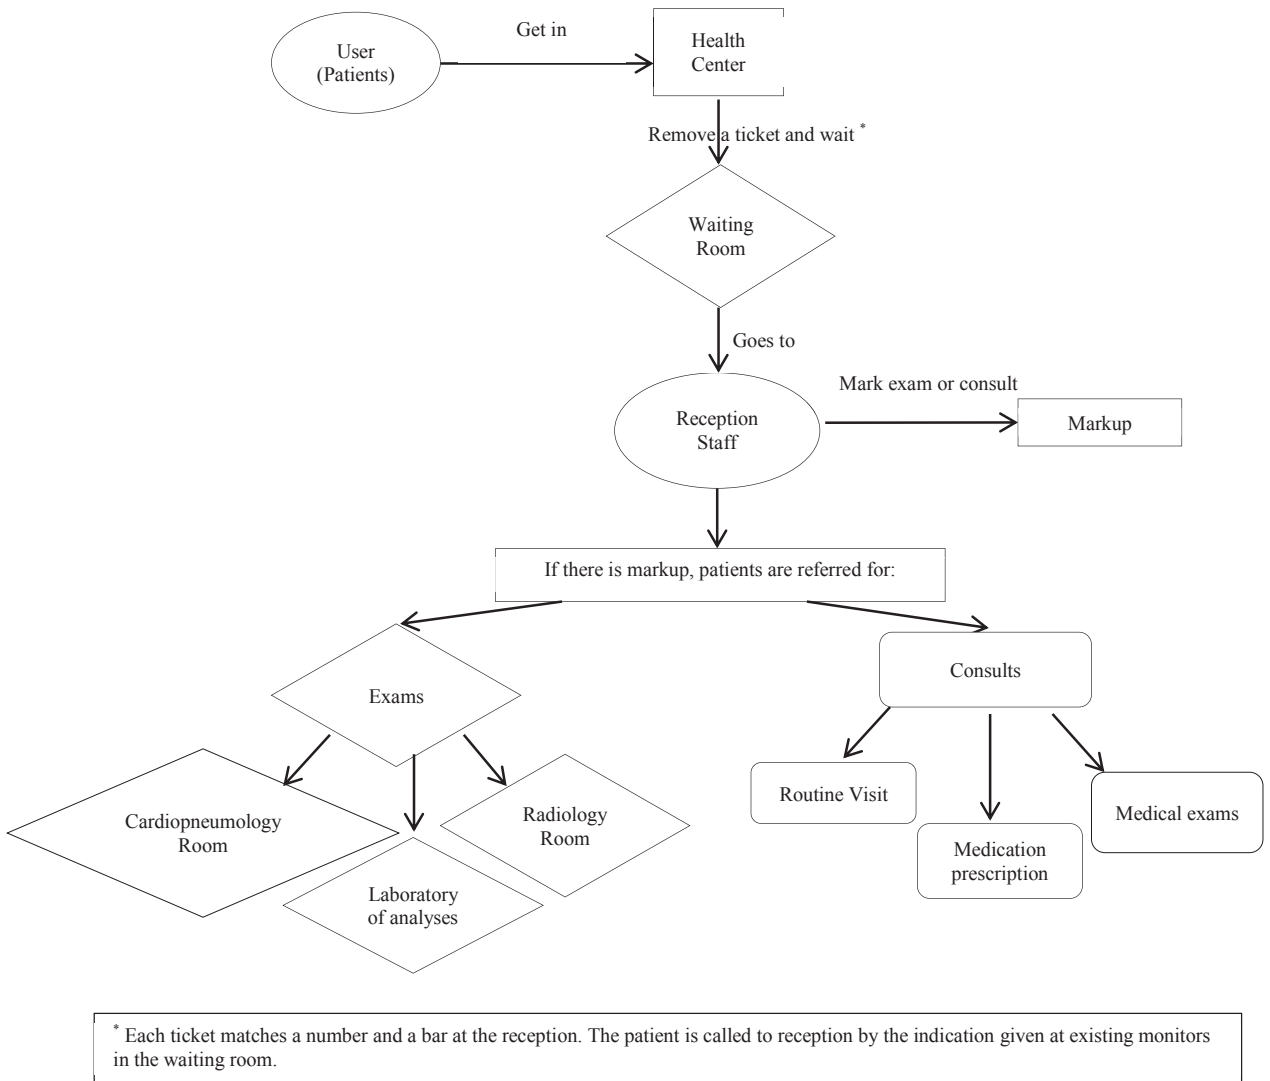 Get in
User
(Patients)
Health
Center
Remove a ticket and wait *
Waiting
Room
Goes to
Mark exam or consult
Reception
Staff
Markup
If there is markup, patients are referred for:
Exams
Consults
Cardiopneumology
Room
Radiology
Room
Laboratory
of analyses
Routine Visit
Medication
prescription
Medical exams
* Each ticket matches a number and a bar at the reception. The patient is called to reception by the indication given at existing monitors
in the waiting room.